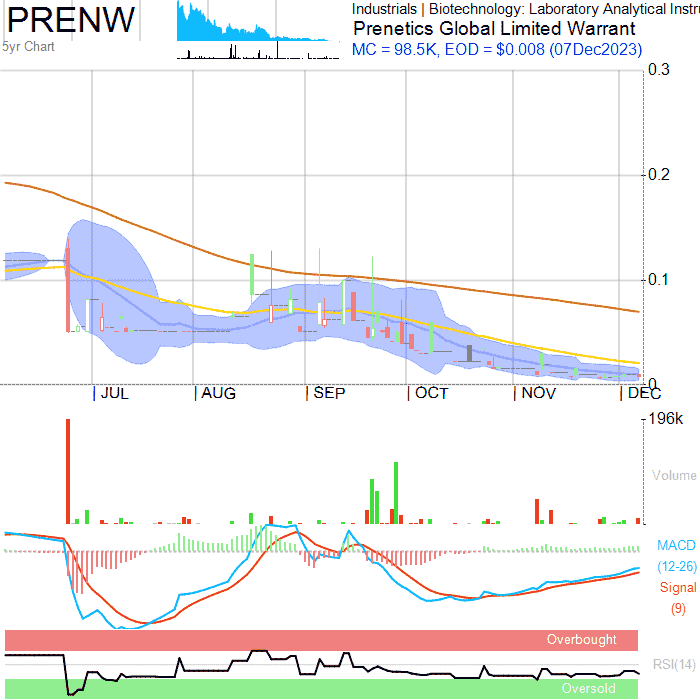 PRENW
5yr Chart
Industrials | Biotechnology: Laboratory Analytical Instru
Prenetics Global Limited Warrant
MC = 98.5K, EOD = $0.008 (07Dec2023)
0.3
0.2
0.1
0
JUL
AUG
SEP
OCT
NOV
DEC
196k
Volume
MACD
(12-26)
Signal
(9)
Overbought
RSI(14)
Oversold